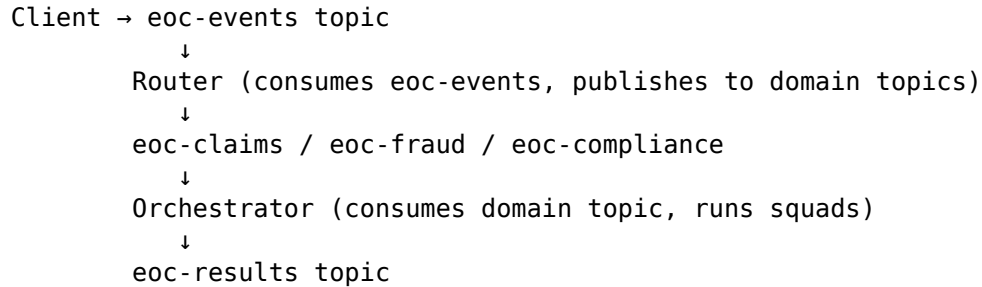 Client → eoc-events topic
↓
Router (consumes eoc-events, publishes to domain topics)
↓
eoc-claims / eoc-fraud / eoc-compliance
↓
Orchestrator (consumes domain topic, runs squads)
↓
eoc-results topic